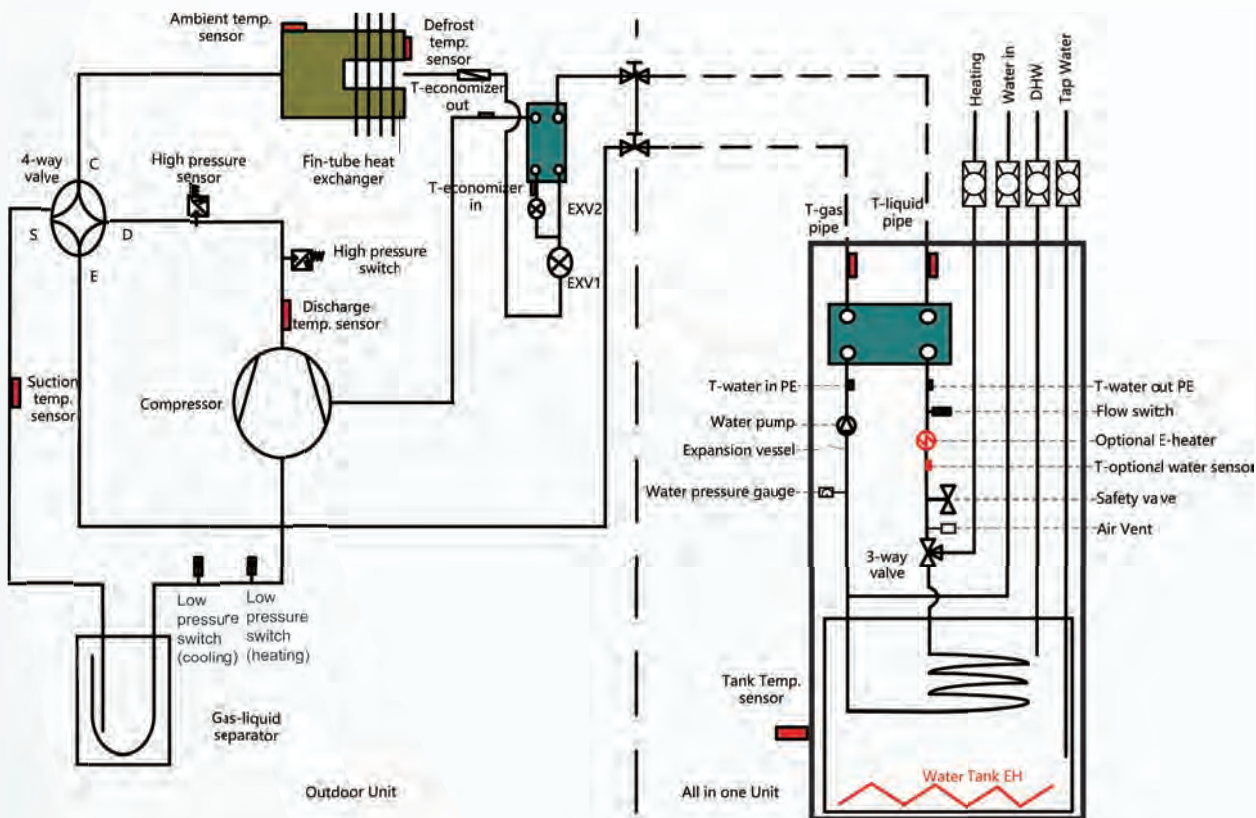 Ambient temp.
sensor
Defrost
temp.
sensor
T-economizer
out
4-way
valve
C
S
D
E
High pressure
sensor
Fin-tube heat
exchanger
T-economizer
in
EXV2
EXV1
High pressure
switch
Discharge
temp. sensor
Suction
temp.
sensor
Compressor
Low
pressure
switch
(cooling)
Low
pressure
switch
(heating)
Gas-liquid
separator
Outdoor Unit
Heating
Water in
DHW
Tap Water
T-gas
pipe
T-liquid
pipe
T-water in PE
Water pump
Expansion vessel
Water pressure gauge
T-water out PE
Flow switch
Optional E-heater
T-optional water sensor
Safety vave
Air Vent
3-way
valve
Tank Temp.
sensor
Water Tank EH
All in one Unit